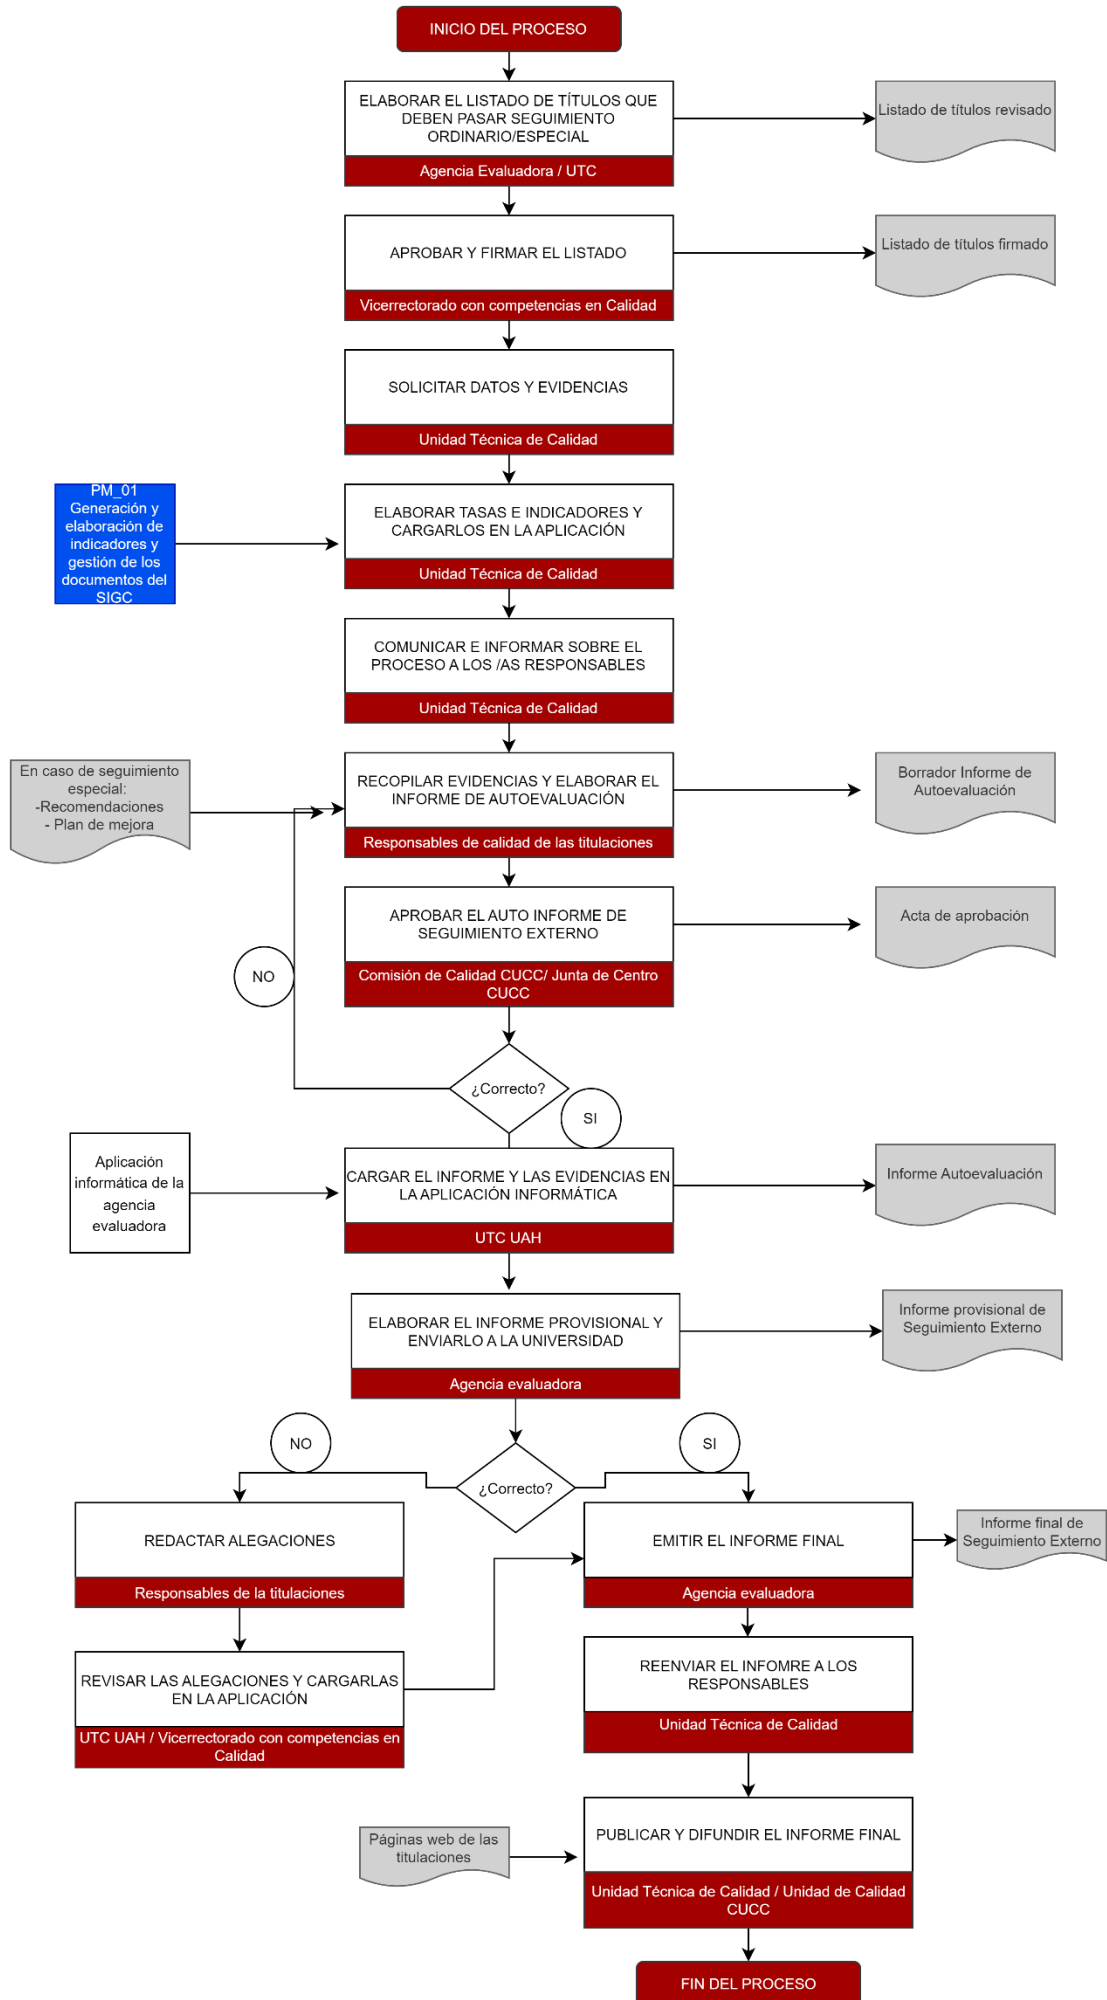 INICIO DEL PROCESO
ELABORAR EL LISTADO DE TÍTULOS QUE
DEBEN PASAR SEGUIMIENTO
ORDINARIO/ESPECIAL
Agencia Evaluadora / UTC
Listado de títulos revisado
APROBAR Y FIRMAR EL LISTADO
Vicerrectorado con competencias en Calidad
Listado de títulos firmado
SOLICITAR DATOS Y EVIDENCIAS
Unidad Técnica de Calidad
PM_01
Generación y
elaboración de
indicadores y
gestión de los
documentos del
SIGC
ELABORAR TASAS E INDICADORES Y
CARGARLOS EN LA APLICACIÓN
Unidad Técnica de Calidad
COMUNICAR E INFORMAR SOBRE EL
PROCESO A LOS /AS RESPONSABLES
Unidad Técnica de Calidad
En caso de seguimiento
especial:
-Recomendaciones
- Plan de mejora
RECOPILAR EVIDENCIAS Y ELABORAR EL
INFORME DE AUTOEVALUACIÓN
Responsables de calidad de las titulaciones
Borrador Informe de
Autoevaluación
APROBAR EL AUTO INFORME DE
SEGUIMIENTO EXTERNO
Comisión de Calidad CUCC/ Junta de Centro
CUCC
Acta de aprobación
NO
¿Correcto?
SI
Aplicación
informática de la
agencia
evaluadora
CARGAR EL INFORME Y LAS EVIDENCIAS EN
LA APLICACIÓN INFORMÁTICA
UTC UAH
Informe Autoevaluación
ELABORAR EL INFORME PROVISIONAL Y
ENVIARLO A LA UNIVERSIDAD
Agencia evaluadora
Informe provisional de
Seguimiento Externo
NO
¿Correcto?
SI
REDACTAR ALEGACIONES
Responsables de la titulaciones
EMITIR EL INFORME FINAL
Agencia evaluadora
Informe final de
Seguimiento Externo
REVISAR LAS ALEGACIONES Y CARGARLAS
EN LA APLICACIÓN
UTC UAH / Vicerrectorado con competencias en
Calidad
REENVIAR EL INFOMRE A LOS
RESPONSABLES
Unidad Técnica de Calidad
Páginas web de las
titulaciones
PUBLICAR Y DIFUNDIR EL INFORME FINAL
Unidad Técnica de Calidad / Unidad de Calidad
CUCC
FIN DEL PROCESO